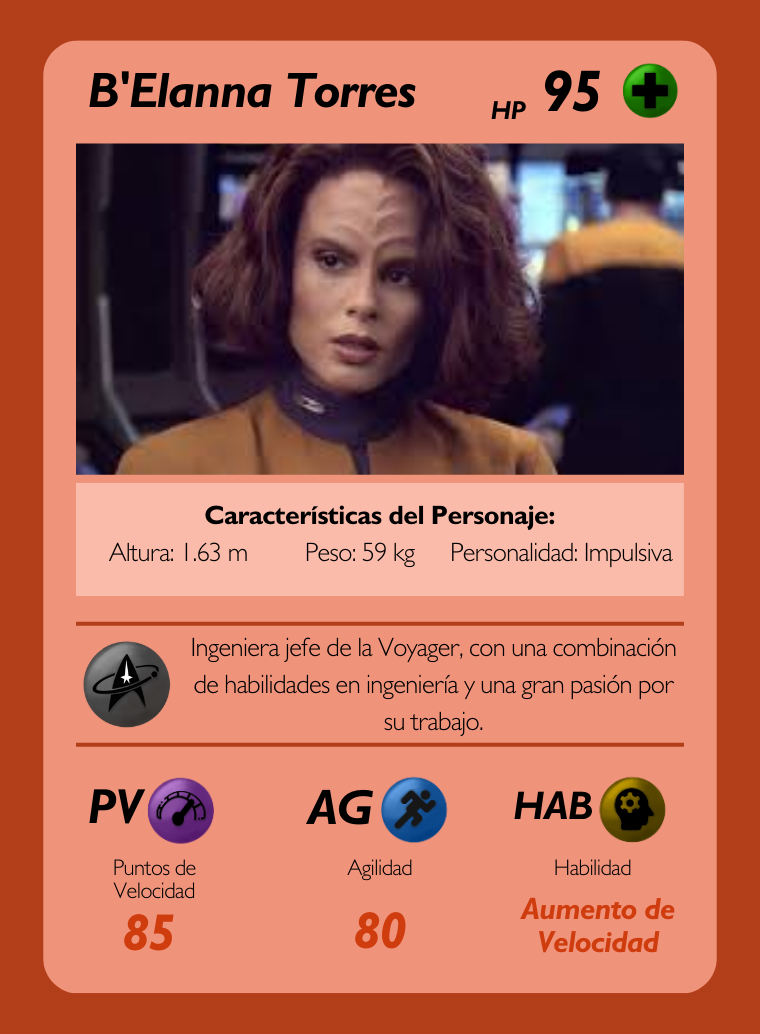 B'Elanna Torres
HP 95
Características del Personaje:
Altura: 1.63 m Peso: 59 kg Personalidad: Impulsiva
Ingeniera jefe de la Voyager, con una combinación
de habilidades en ingeniería y una gran pasión por
su trabajo.
PV AG HAB
Puntos de
Velocidad
Agilidad
Habilidad
85
80
Aumento de
Velocidad